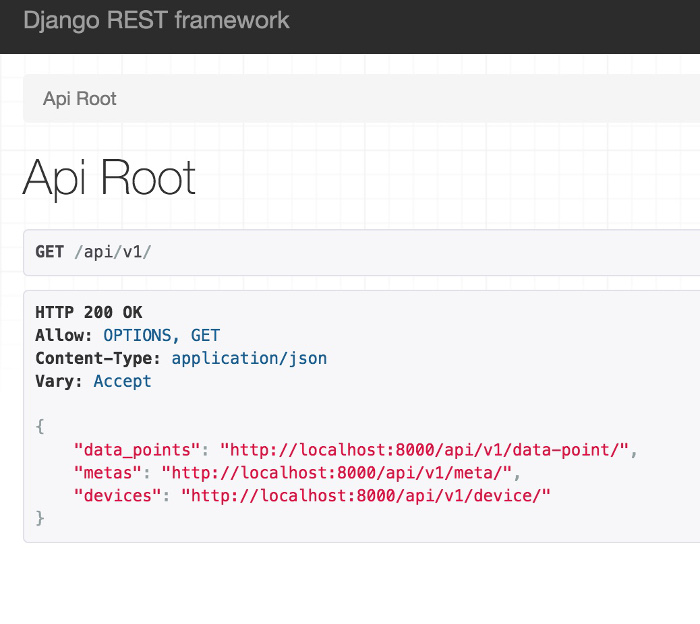 Django REST framework
Api Root
Api Root
GET /api/v1/
HTTP 200 OK
Allow: OPTIONS, GET
Content-Type: application/json
Vary: Accept
{
    "data_points": "http://localhost:8000/api/v1/data-point/",
    "metas": "http://localhost:8000/api/v1/meta/",
    "devices": "http://localhost:8000/api/v1/device/"
}